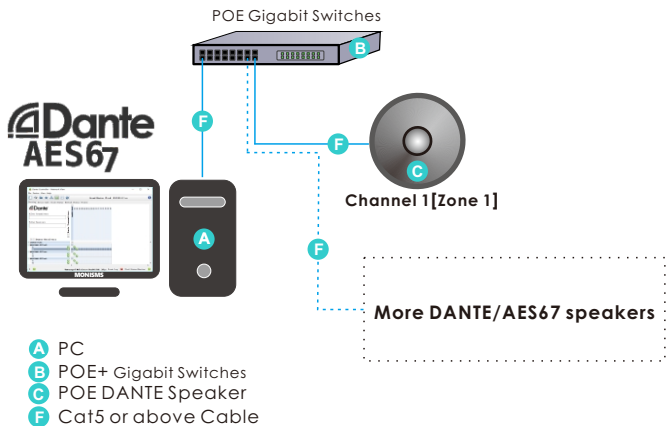 POE Gigabit Switches
B
F
F
Dante
AES67
C
Channel 1[Zone 1]
Dante
A
MONISMS
F
More DANTE/AES67 speakers
A PC
B POE+ Gigabit Switches
C POE DANTE Speaker
F Cat5 or above Cable